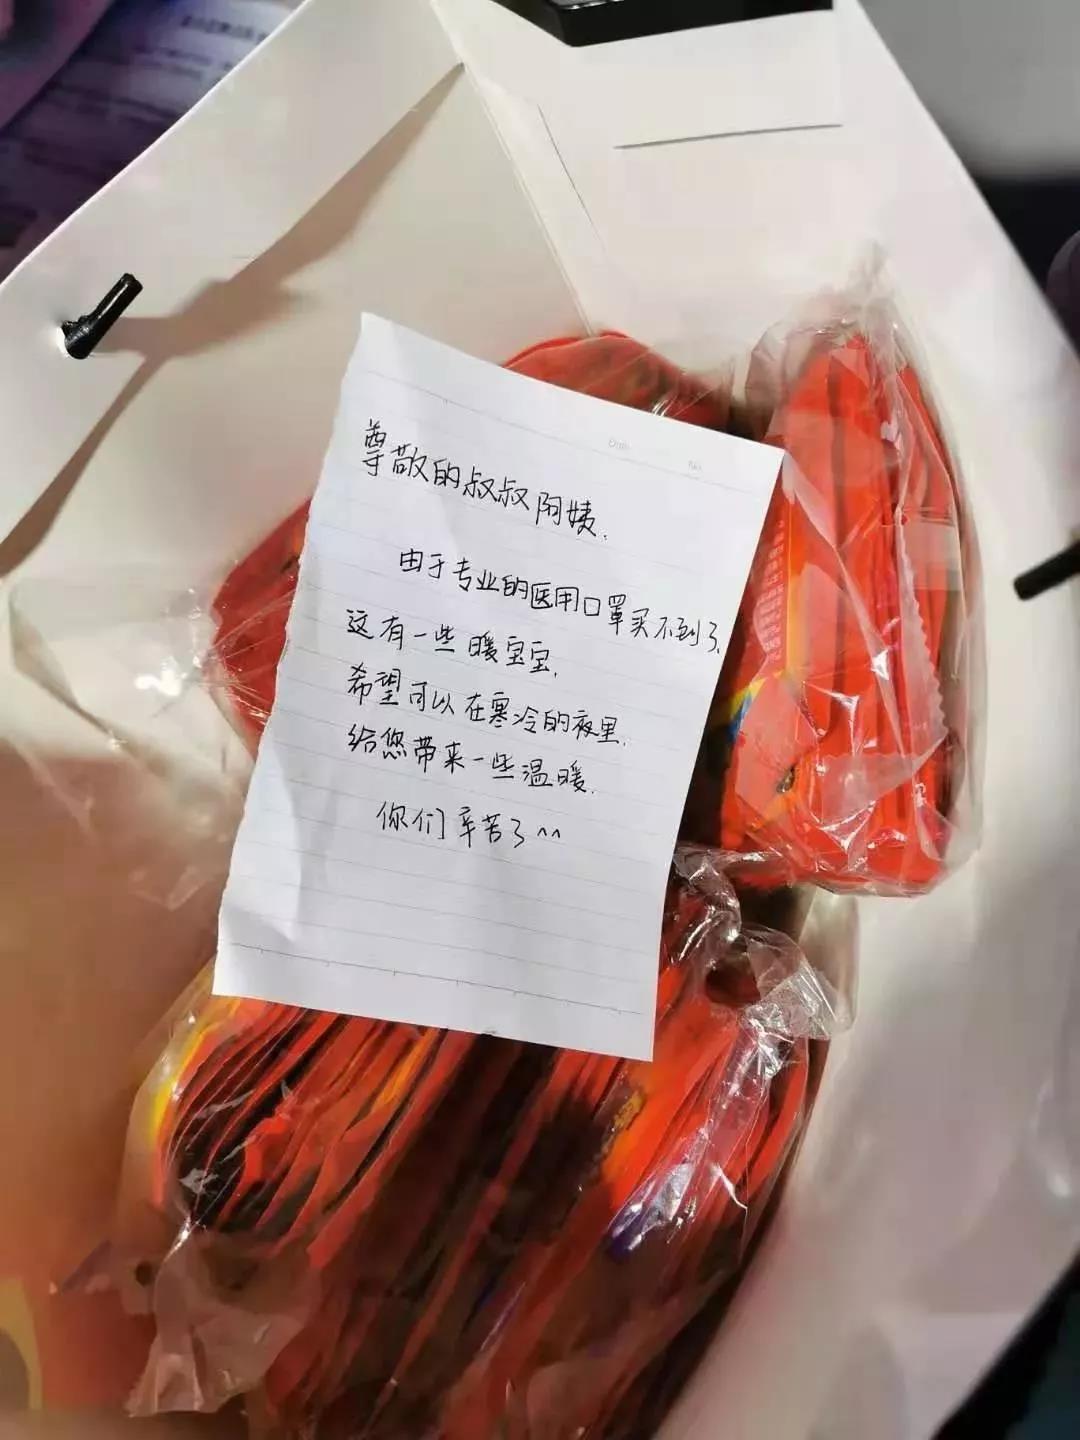 尊敬的叔叔阿姨.
由于专业的医用口罩买不到了.
这有一些暖宝宝.
希望可以在寒冷的夜里.
给您带来一些温暖.
你们辛苦了^^